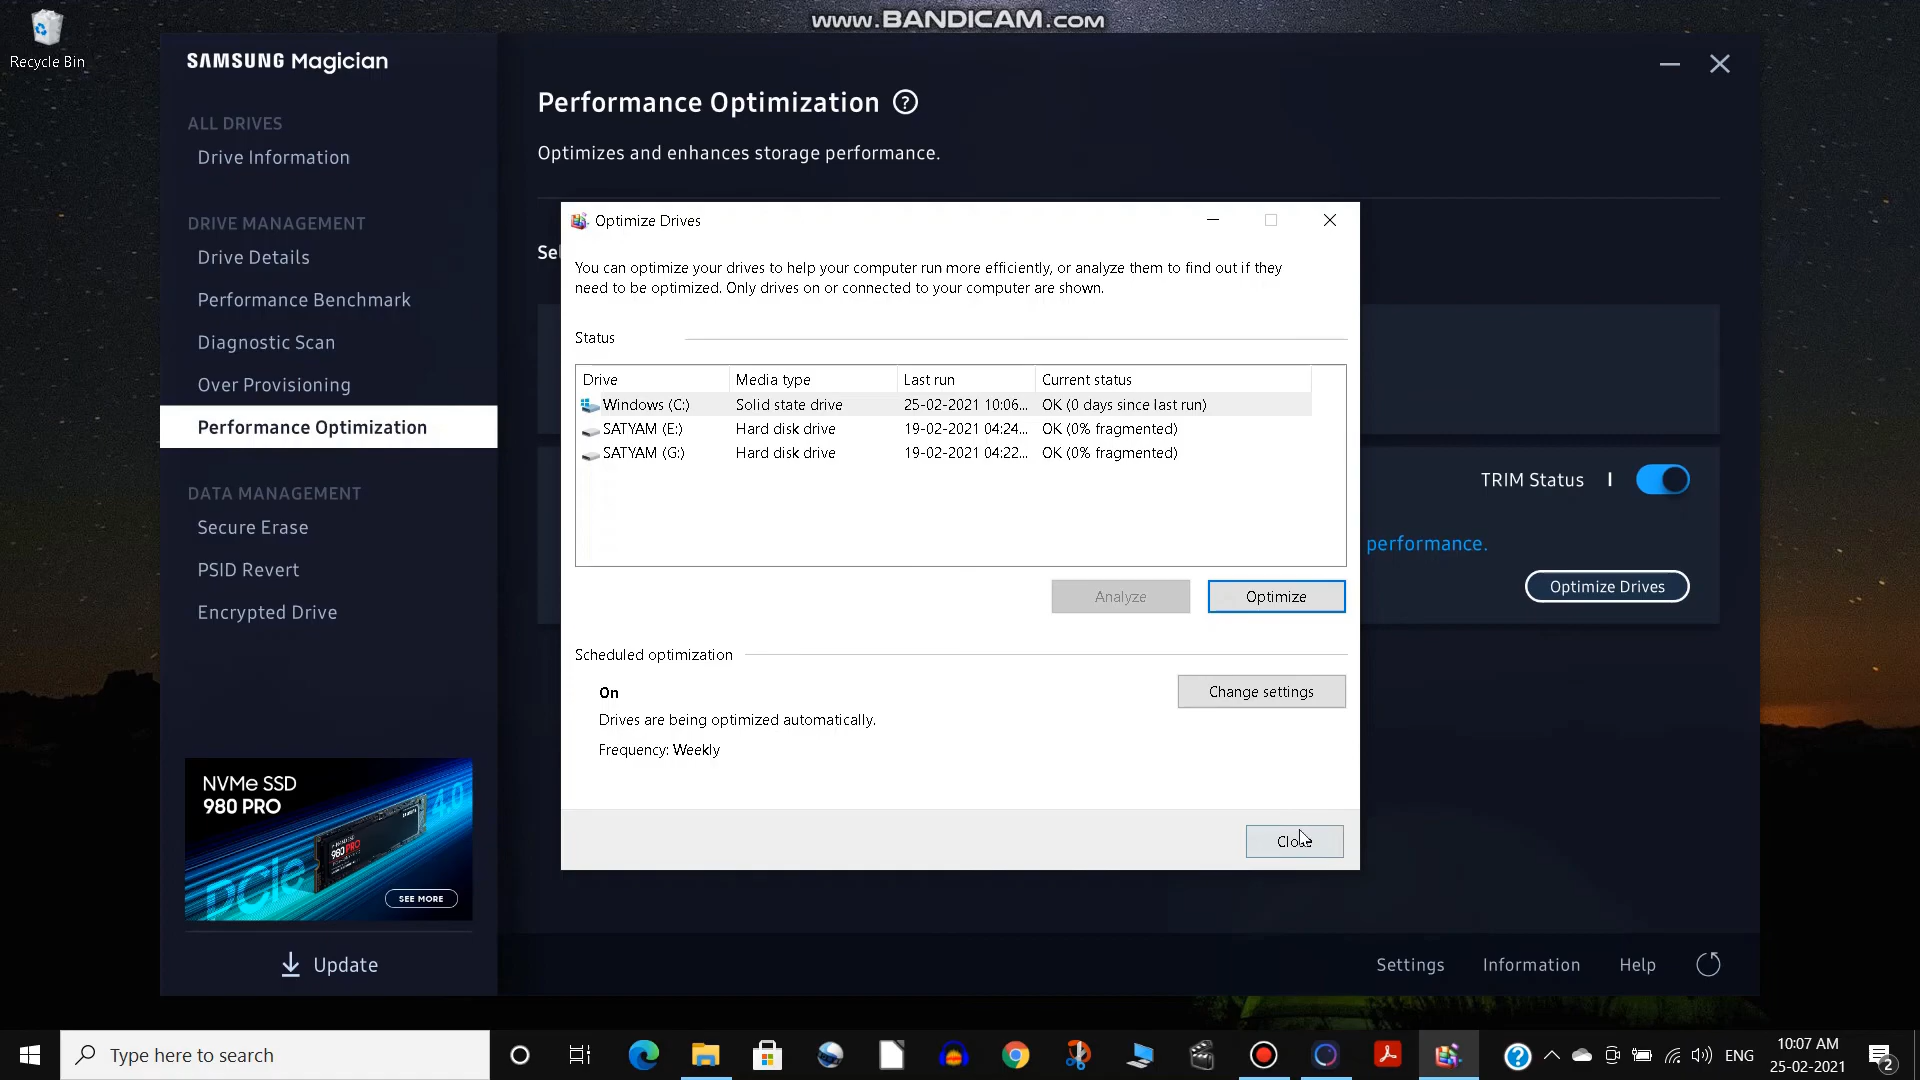 www.BANDICAM.com
Recycle Bin
SAMSUNG Magician
ALL DRIVES
Drive Information
DRIVE MANAGEMENT
Drive Details
Performance Benchmark
Diagnostic Scan
Over Provisioning
Performance Optimization
DATA MANAGEMENT
Secure Erase
PSID Revert
Encrypted Drive
NVMe SSD
980 PRO
4.0
980 PRO
PCIe
SEE MORE
Update
Performance Optimization ?
Optimizes and enhances storage performance.
Sel
Optimize Drives
You can optimize your drives to help your computer run more efficiently, or analyze them to find out if they
need to be optimized. Only drives on or connected to your computer are shown.
Status
Drive Media type Last run Current status
Windows (C:) Solid state drive 25-02-2021 10:06... OK (0 days since last run)
SATYAM (E:) Hard disk drive 19-02-2021 04:24... OK (0% fragmented)
SATYAM (G:) Hard disk drive 19-02-2021 04:22... OK (0% fragmented)
Analyze Optimize
Scheduled optimization
On
Change settings
Drives are being optimized automatically.
Frequency: Weekly
Close
TRIM Status
performance.
Optimize Drives
Settings Information Help
Type here to search
ENG
10:07 AM
25-02-2021
2